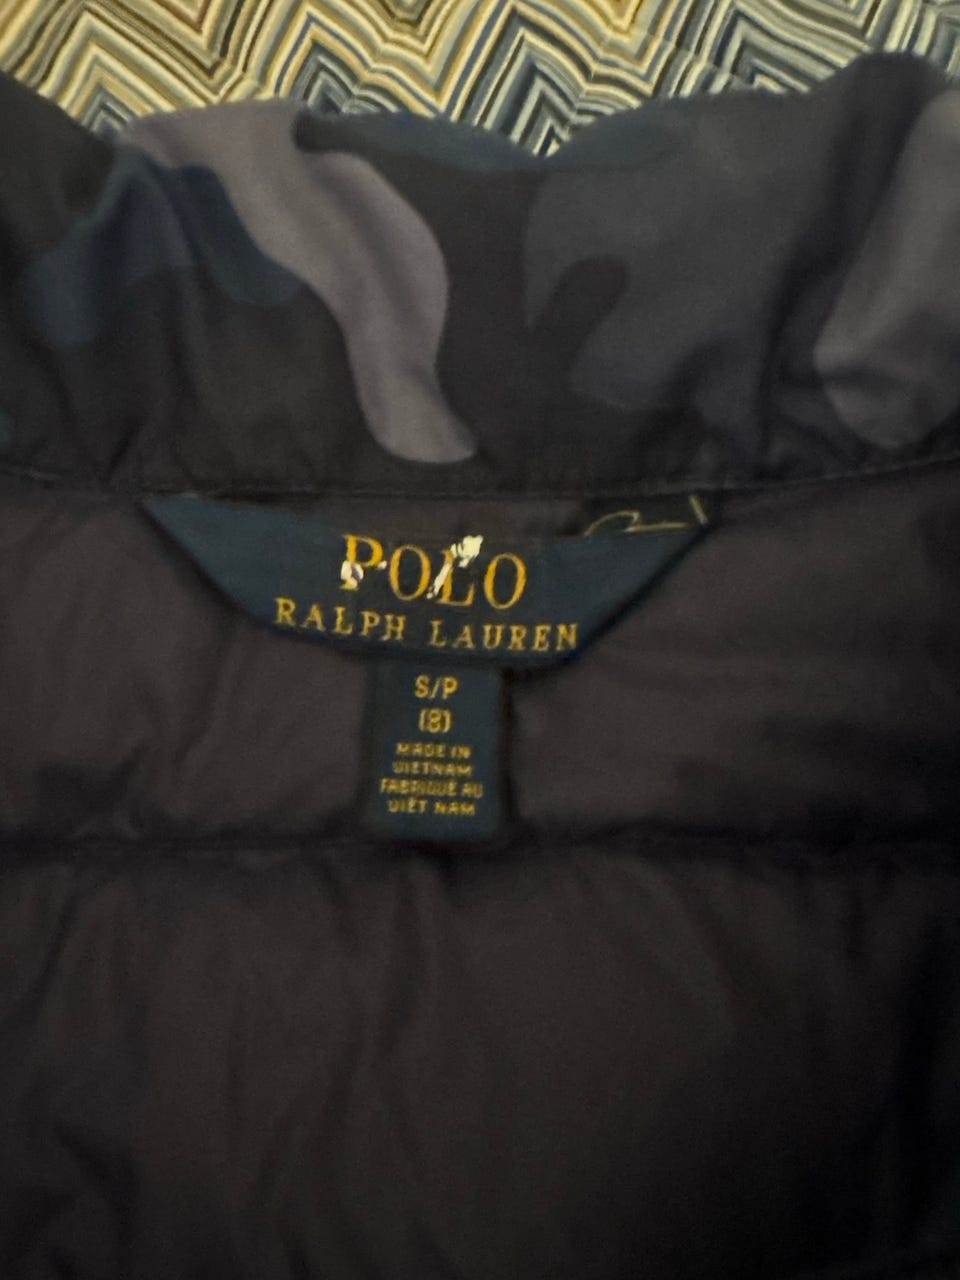 POLO
RALPH LAUREN
S/P
(8)
MADE IN
VIETNAM
FABRIQUÉ AU
VIÊT NAM